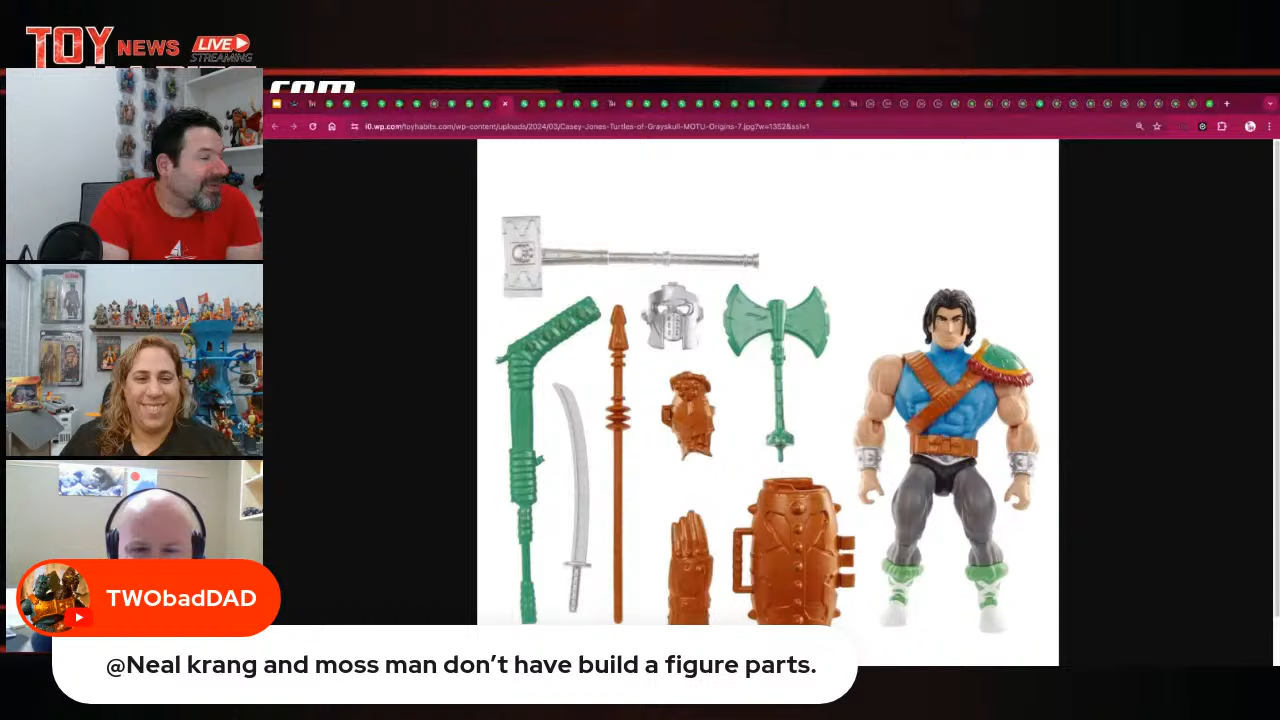 TOY NEWS LIVE
STREAMING
.com
i0.wp.com/toyhabits.com/wp-content/uploads/2024/03/Casey-Jones-Turtles-of-Grayskull-MOTU-Origins-7.jpg?w=1352&ssl=1
TWObadDAD
@Neal krang and moss man don’t have build a figure parts.